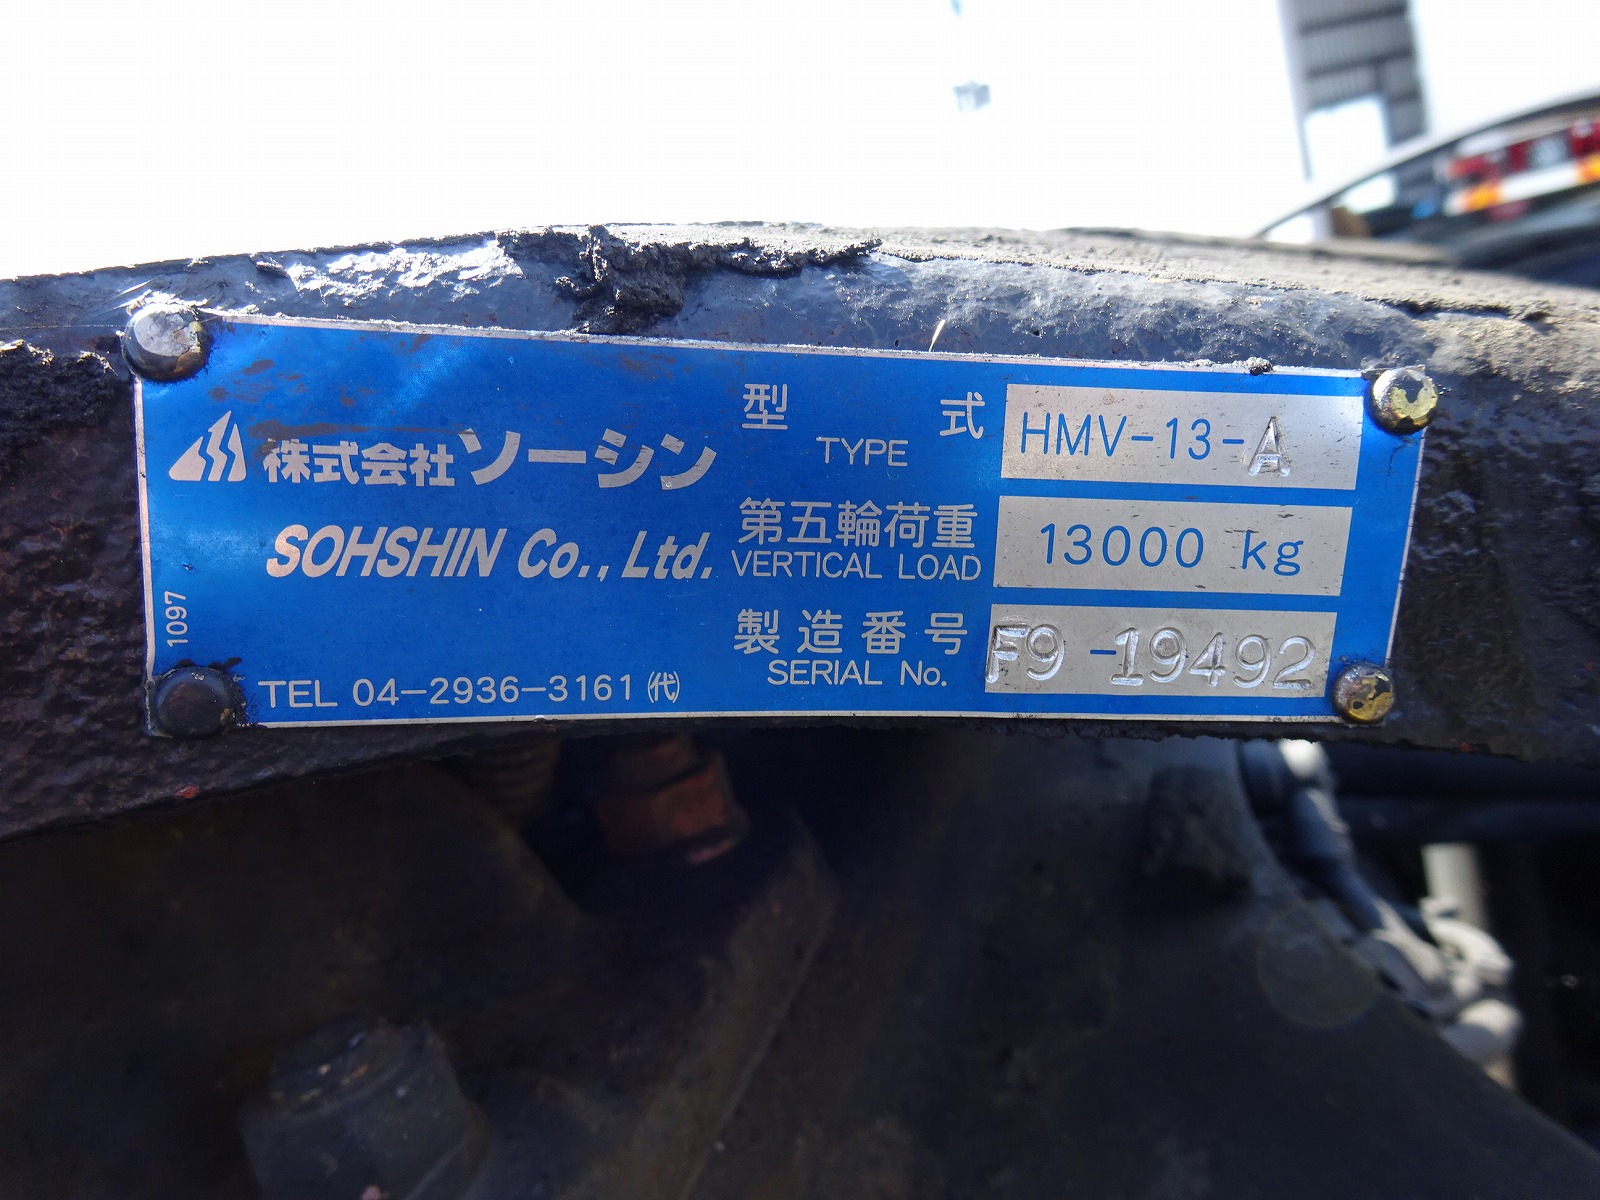 株式会社ソーシン
SOHSHIN Co., Ltd.
1097
TEL 04-2936-3161㈹
型式 HMV-13-A
TYPE
第五輪荷重 13000 kg
VERTICAL LOAD
製造番号 F9-19492
SERIAL No.